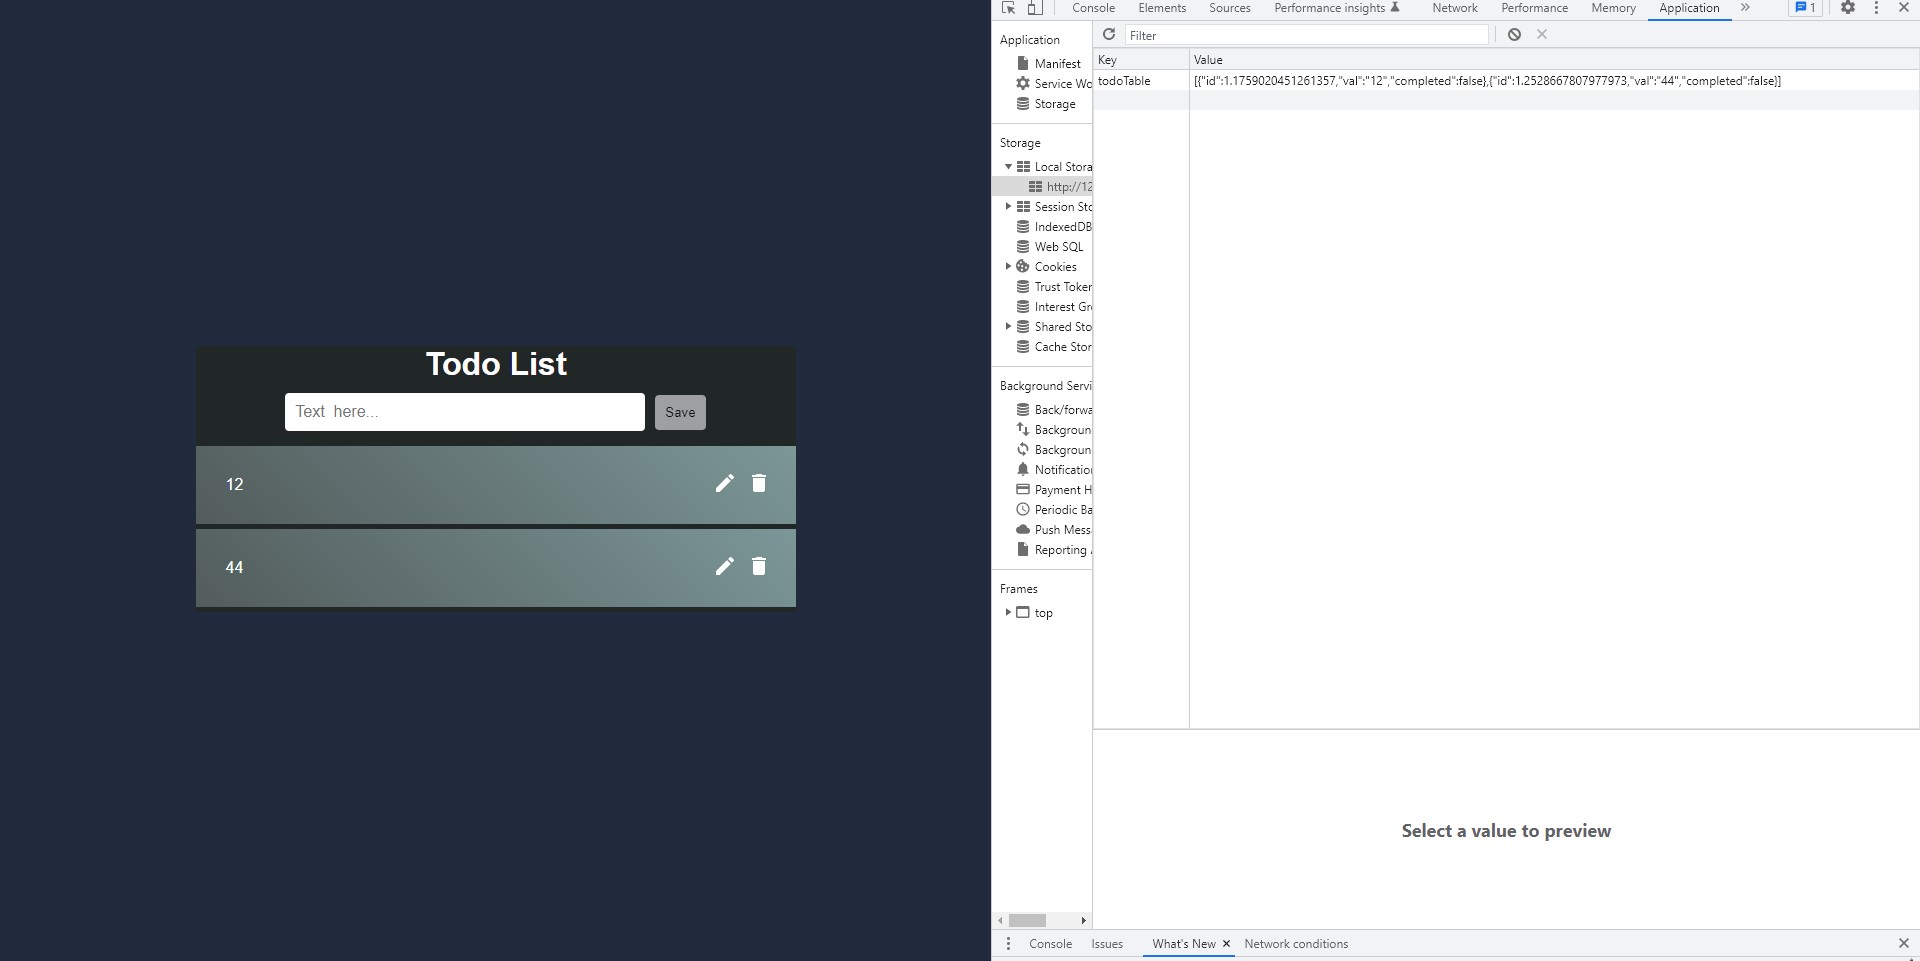 Todo List
Text  here...
Save
12
44
Console
Elements
Sources
Performance insights
Network
Performance
Memory
Application
1
Application
Manifest
Service Wo
Storage
Storage
Local Stora
http://12
Session Sto
IndexedDB
Web SQL
Cookies
Trust Token
Interest Gr
Shared Sto
Cache Stor
Background Servi
Back/forwa
Backgroun
Backgroun
Notification
Payment H
Periodic Ba
Push Mess
Reporting
Frames
top
Filter
Key
Value
todoTable
[{"id":1.1759020451261357,"val":"12","completed":false},{"id":1.2528667807977973,"val":"44","completed":false}]
Select a value to preview
Console
Issues
What's New
Network conditions